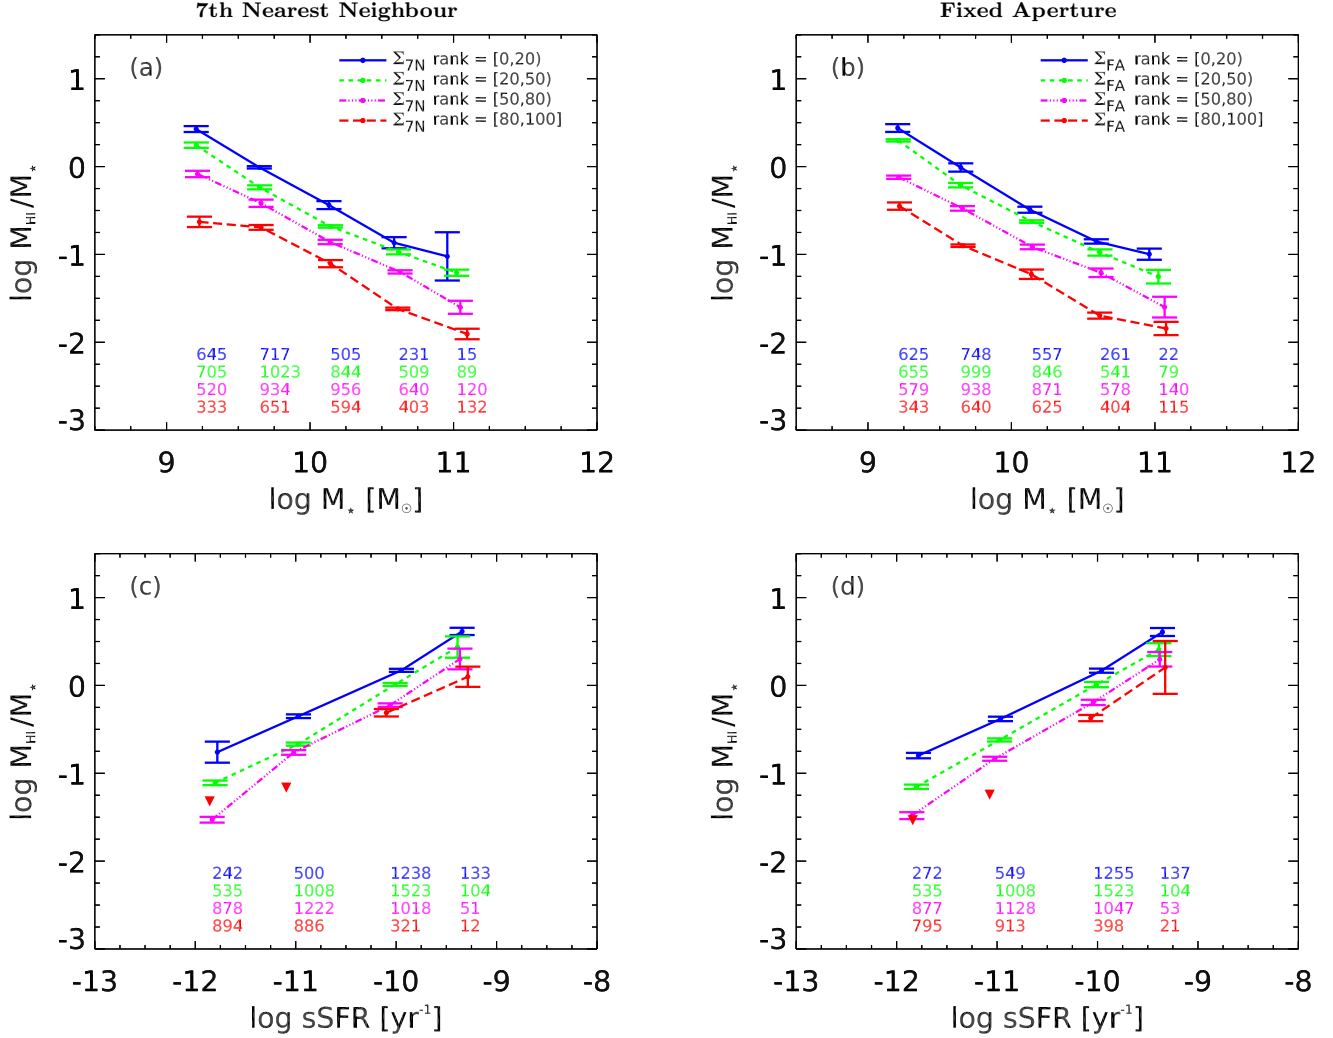 7th Nearest Neighbour
Fixed Aperture
(a)
Σ7N rank = [0,20)
Σ7N rank = [20,50)
Σ7N rank = [50,80)
Σ7N rank = [80,100]
1
0
-1
-2
-3
log MHI/M⋆
645 717 505 231 15
705 1023 844 509 89
520 934 956 640 120
333 651 594 403 132
9 10 11 12
log M⋆ [M☉]
(b)
ΣFA rank = [0,20)
ΣFA rank = [20,50)
ΣFA rank = [50,80)
ΣFA rank = [80,100]
1
0
-1
-2
-3
log MHI/M⋆
625 748 557 261 22
655 999 846 541 79
579 938 871 578 140
343 640 625 404 115
9 10 11 12
log M⋆ [M☉]
(c)
1
0
-1
-2
-3
log MHI/M⋆
242 500 1238 133
535 1008 1523 104
878 1222 1018 51
894 886 321 12
-13 -12 -11 -10 -9 -8
log sSFR [yr-1]
(d)
1
0
-1
-2
-3
log MHI/M⋆
272 549 1255 137
535 1008 1523 104
877 1128 1047 53
795 913 398 21
-13 -12 -11 -10 -9 -8
log sSFR [yr-1]